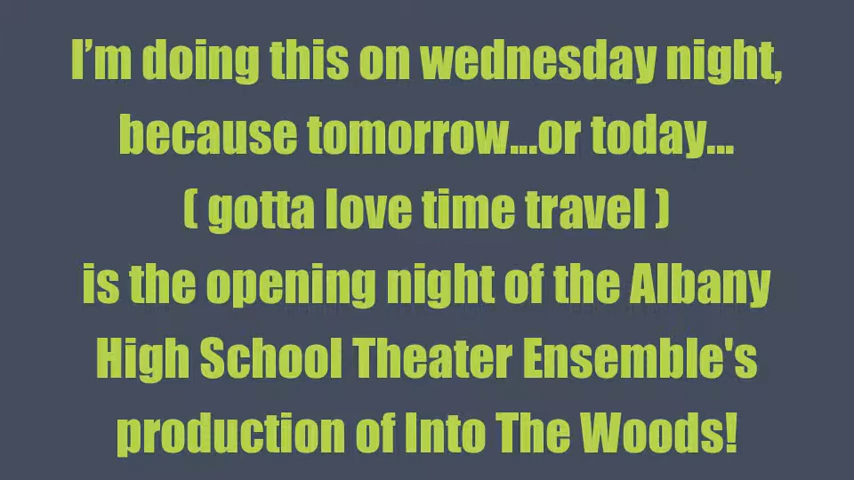 I’m doing this on wednesday night,
because tomorrow...or today...
( gotta love time travel )
is the opening night of the Albany
High School Theater Ensemble's
production of Into The Woods!